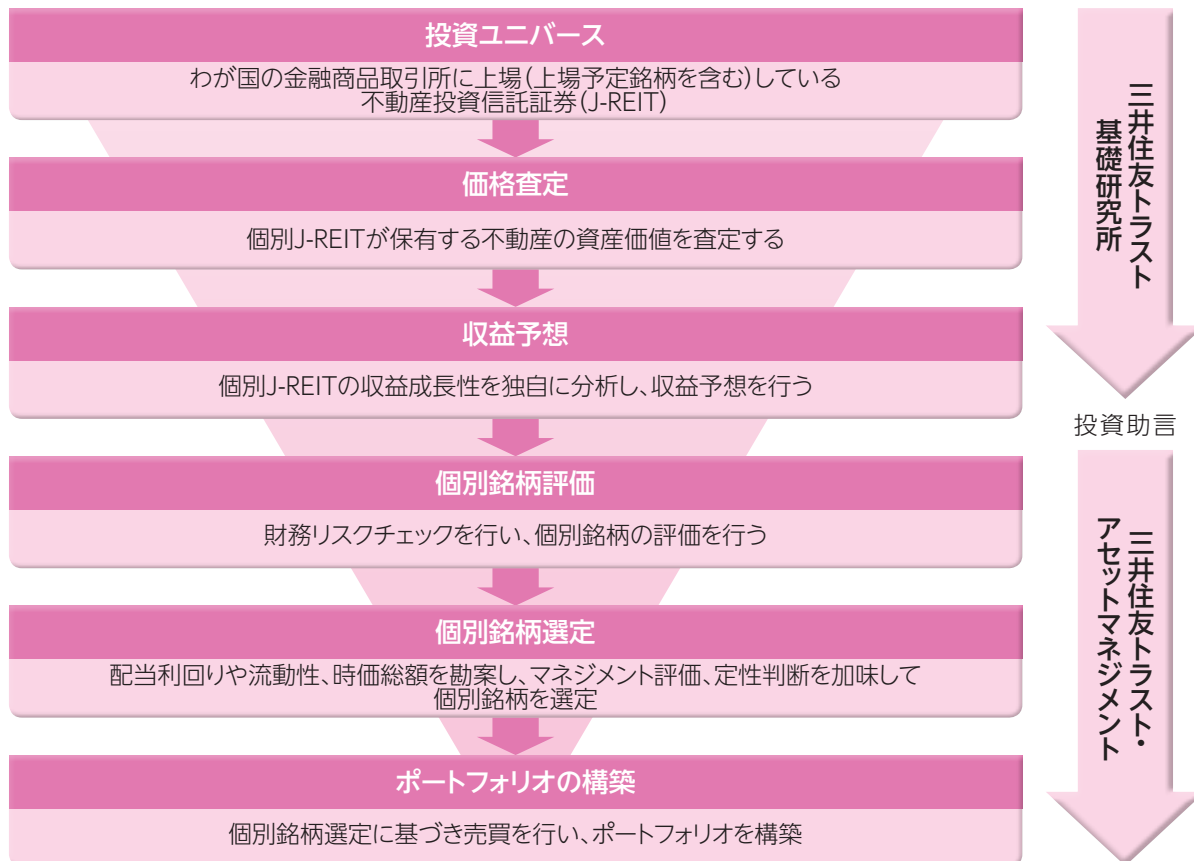 投資ユニバース
わが国の金融商品取引所に上場(上場予定銘柄を含む)している
不動産投資信託証券(J-REIT)
価格査定
個別J-REITが保有する不動産の資産価値を査定する
収益予想
個別J-REITの収益成長性を独自に分析し、収益予想を行う
個別銘柄評価
財務リスクチェックを行い、個別銘柄の評価を行う
個別銘柄選定
配当利回りや流動性、時価総額を勘案し、マネジメント評価、定性判断を加味して
個別銘柄を選定
ポートフォリオの構築
個別銘柄選定に基づき売買を行い、ポートフォリオを構築
三井住友トラスト
基礎研究所
投資助言
三井住友トラスト・
アセットマネジメント